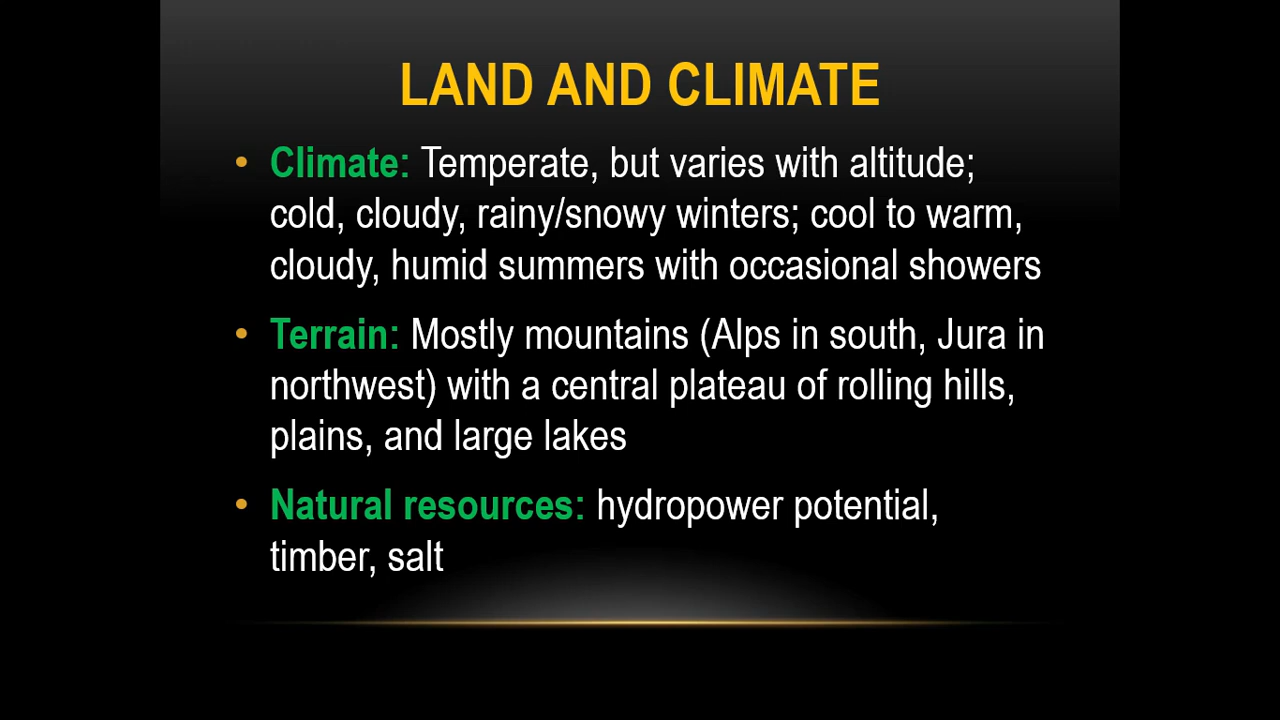 LAND AND CLIMATE
• Climate: Temperate, but varies with altitude;
cold, cloudy, rainy/snowy winters; cool to warm,
cloudy, humid summers with occasional showers
• Terrain: Mostly mountains (Alps in south, Jura in
northwest) with a central plateau of rolling hills,
plains, and large lakes
• Natural resources: hydropower potential,
timber, salt